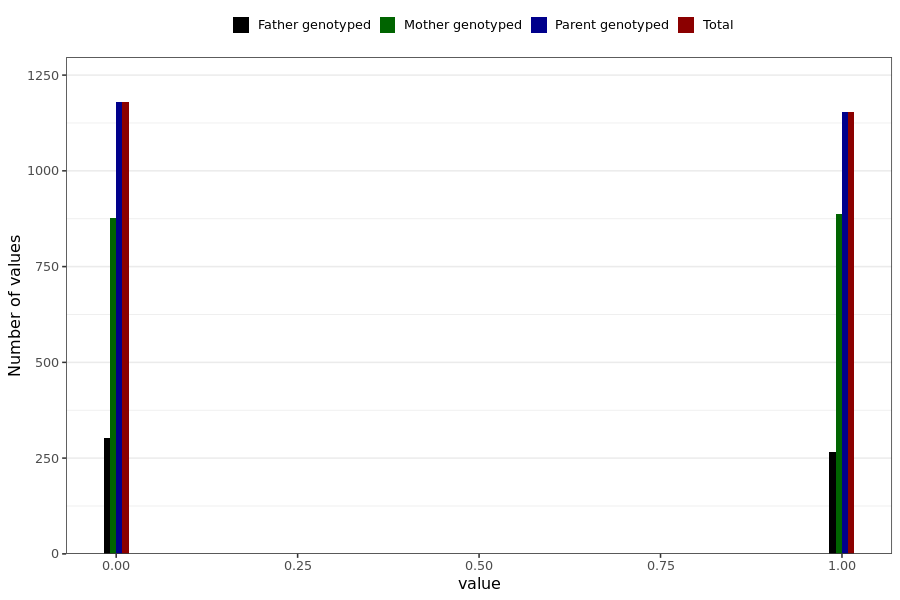 Father genotyped Mother genotyped Parent genotyped Total
1250
1000
750
500
250
0
Number of values
0.00 0.25 0.50 0.75 1.00
value